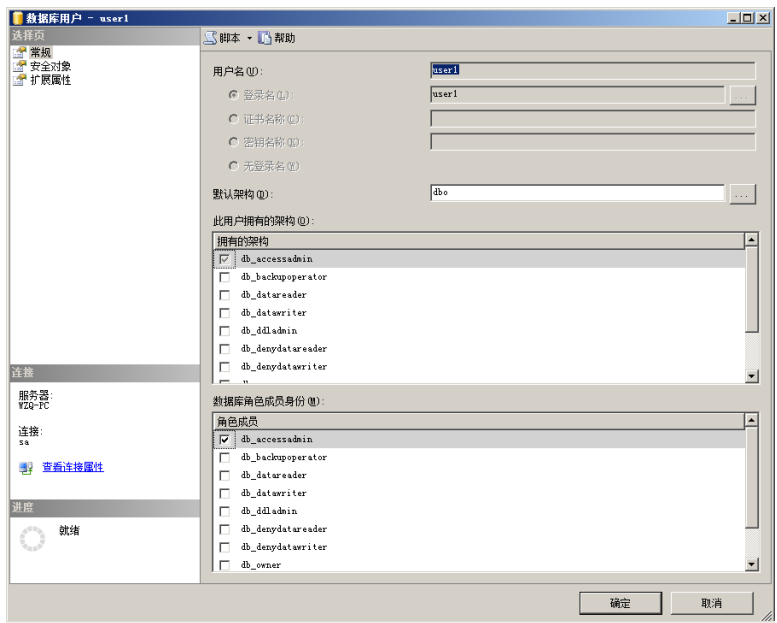 数据库用户 - user1
选择页
常规
安全对象
扩展属性
脚本
帮助
用户名(U):
user1
登录名(L):
user1
...
证书名称(C):
密钥名称(K):
无登录名(W)
默认架构(D):
dbo
...
此用户拥有的架构(O):
拥有的架构
db_accessadmin
db_backupoperator
db_datareader
db_datawriter
db_ddladmin
db_denydatareader
db_denydatawriter
数据库角色成员身份(M):
角色成员
db_accessadmin
db_backupoperator
db_datareader
db_datawriter
db_ddladmin
db_denydatareader
db_denydatawriter
db_owner
连接
服务器:
WZQ-PC
连接:
sa
查看连接属性
进度
就绪
确定
取消